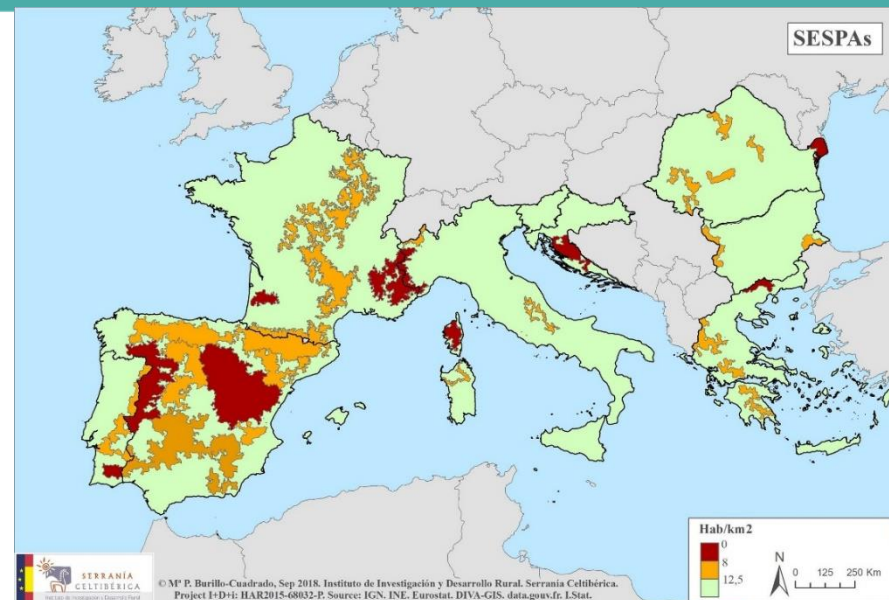 SESPAs
Hab/km2
0
8
12,5
N
0 125 250 Km
SERRANÍA
CELTIBÉRICA
© Mª P. Burillo-Cuadrado, Sep 2018. Instituto de Investigación y Desarrollo Rural. Serranía Celtibérica.
Project I+D+i: HAR2015-68032-P. Source: IGN. INE. Eurostat. DIVA-GIS. data.gouv.fr. I.Stat.